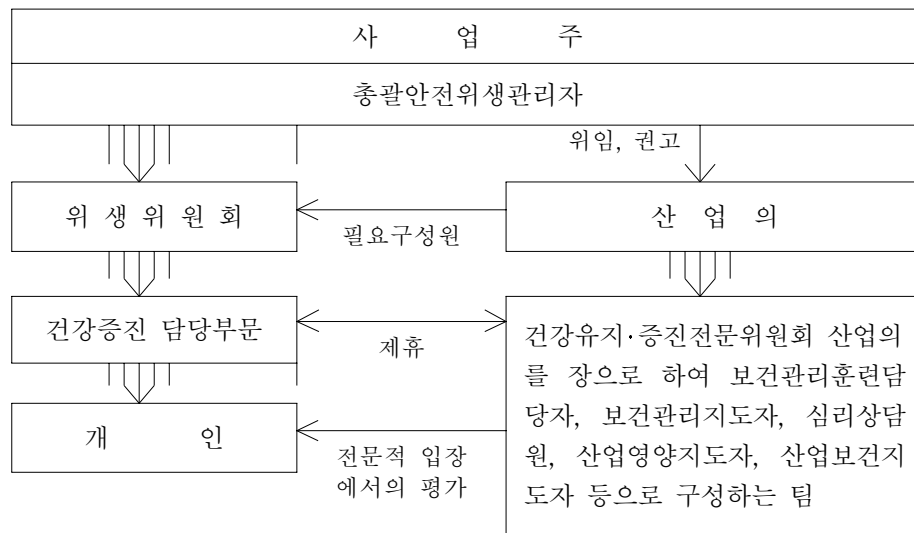 사 업 주
총괄안전위생관리자
위임, 권고
위 생 위 원 회
산 업 의
필요구성원
건강증진 담당부문
제휴
건강유지·증진전문위원회 산업의
를 장으로 하여 보건관리훈련담
당자, 보건관리지도자, 심리상담
원, 산업영양지도자, 산업보건지
도자 등으로 구성하는 팀
개 인
전문적 입장
에서의 평가